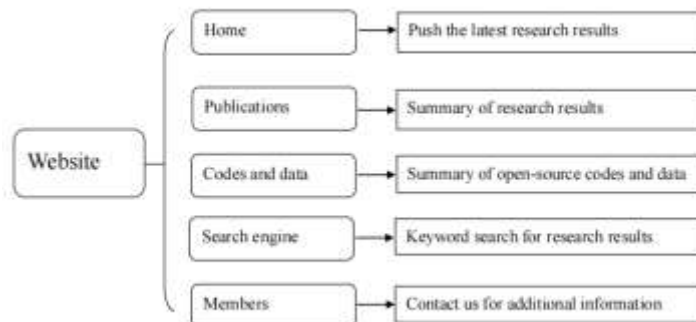 Home
Push the latest research results
Publications
Summary of research results
Website
Codes and data
Summary of open-source codes and data
Search engine
Keyword search for research results
Members
Contact us for additional information